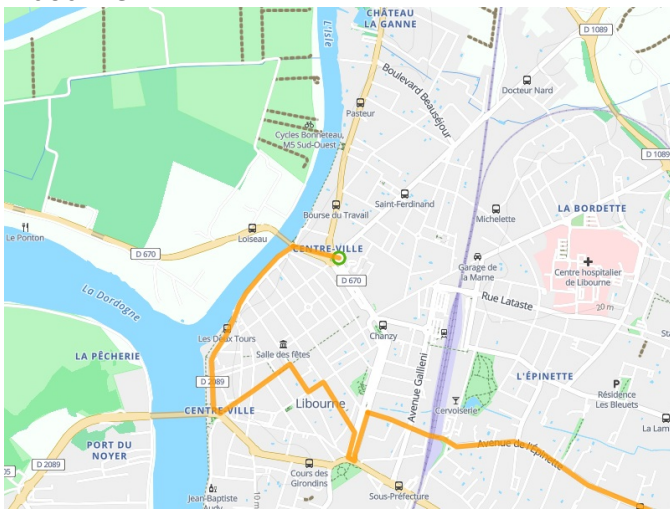 CHÂTEAU
LA GANNE
D 1089
L'Isle
Boulevard Beauséjour
Docteur Nard
Pasteur
Cycles Bonneteau,
M5 Sud-Ouest
D 1089
Saint-Ferdinand
Bourse du Travail
Michelette
LA BORDETTE
Le Ponton
Loiseau
CENTRE-VILLE
D 670
Garage de
la Marne
Centre hospitalier
de Libourne
D 670
La Dordogne
Rue Lataste
20 m
Les Deux Tours
Chanzy
LA PÊCHERIE
Salle des fêtes
Avenue Gallieni
L'ÉPINETTE
D 2089
P
Résidence
Les Bleuets
CENTRE-VILLE
Libourne
Cervoiserie
La Lam
PORT DU
NOYER
Avenue de l'épinette
D 2089
Cours des
Girondins
10 m
Sous-Préfecture
Jean-Baptiste
Audy